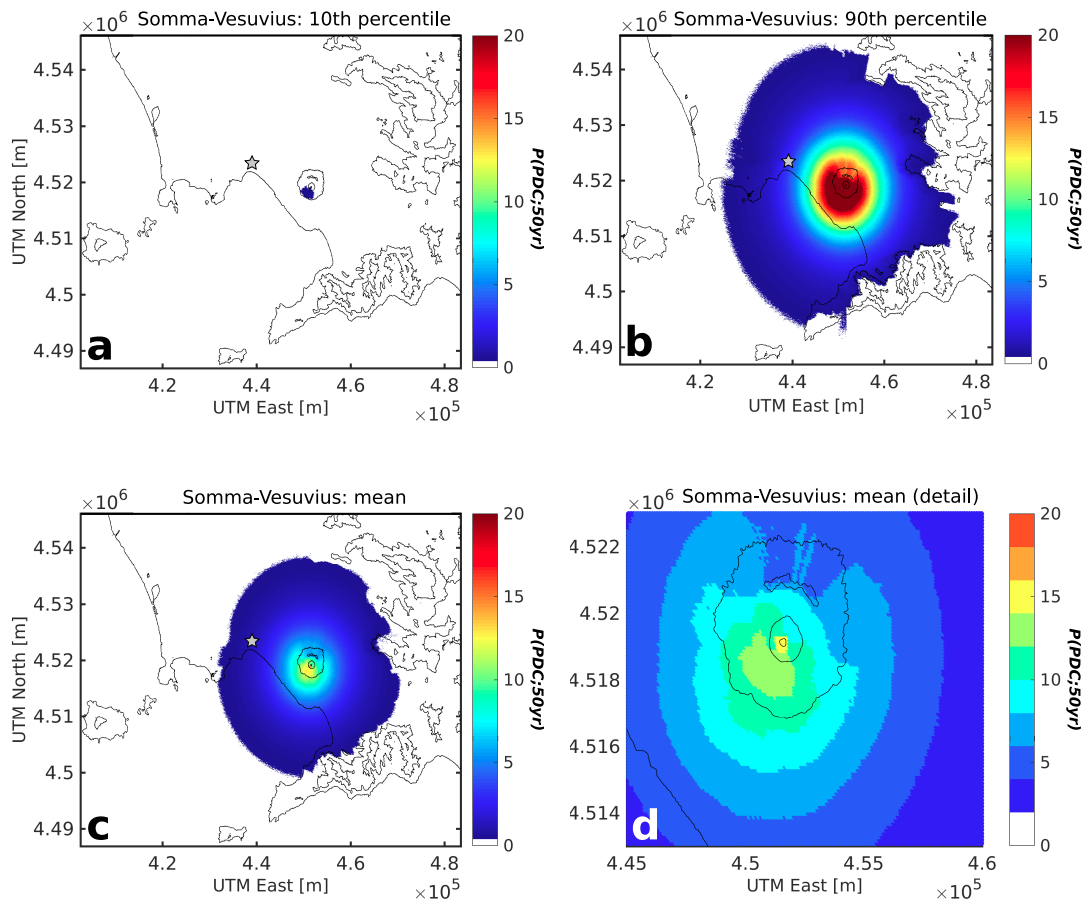 Somma-Vesuvius: 10th percentile
×10⁶
4.54
4.53
4.52
4.51
4.5
4.49
UTM North [m]
4.2 4.4 4.6 4.8
UTM East [m]
×10⁵
a
20
15
10
5
0
P(PDC;50yr)
Somma-Vesuvius: 90th percentile
×10⁶
4.54
4.53
4.52
4.51
4.5
4.49
4.2 4.4 4.6 4.8
UTM East [m]
×10⁵
b
20
15
10
5
0
P(PDC;50yr)
Somma-Vesuvius: mean
×10⁶
4.54
4.53
4.52
4.51
4.5
4.49
UTM North [m]
4.2 4.4 4.6 4.8
UTM East [m]
×10⁵
c
20
15
10
5
0
P(PDC;50yr)
Somma-Vesuvius: mean (detail)
×10⁶
4.522
4.52
4.518
4.516
4.514
4.45 4.5 4.55 4.6
UTM East [m]
×10⁵
d
20
15
10
5
0
P(PDC;50yr)